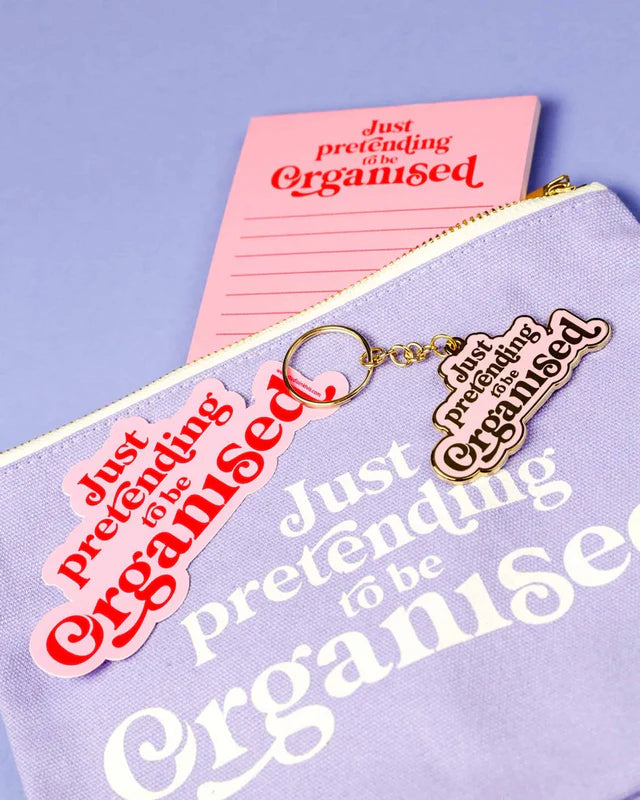 Just
pretending
to be
Organised
Just
pretending
to be
Organised
Just
pretending
to be
Organised
Just
pretending
to be
Organised